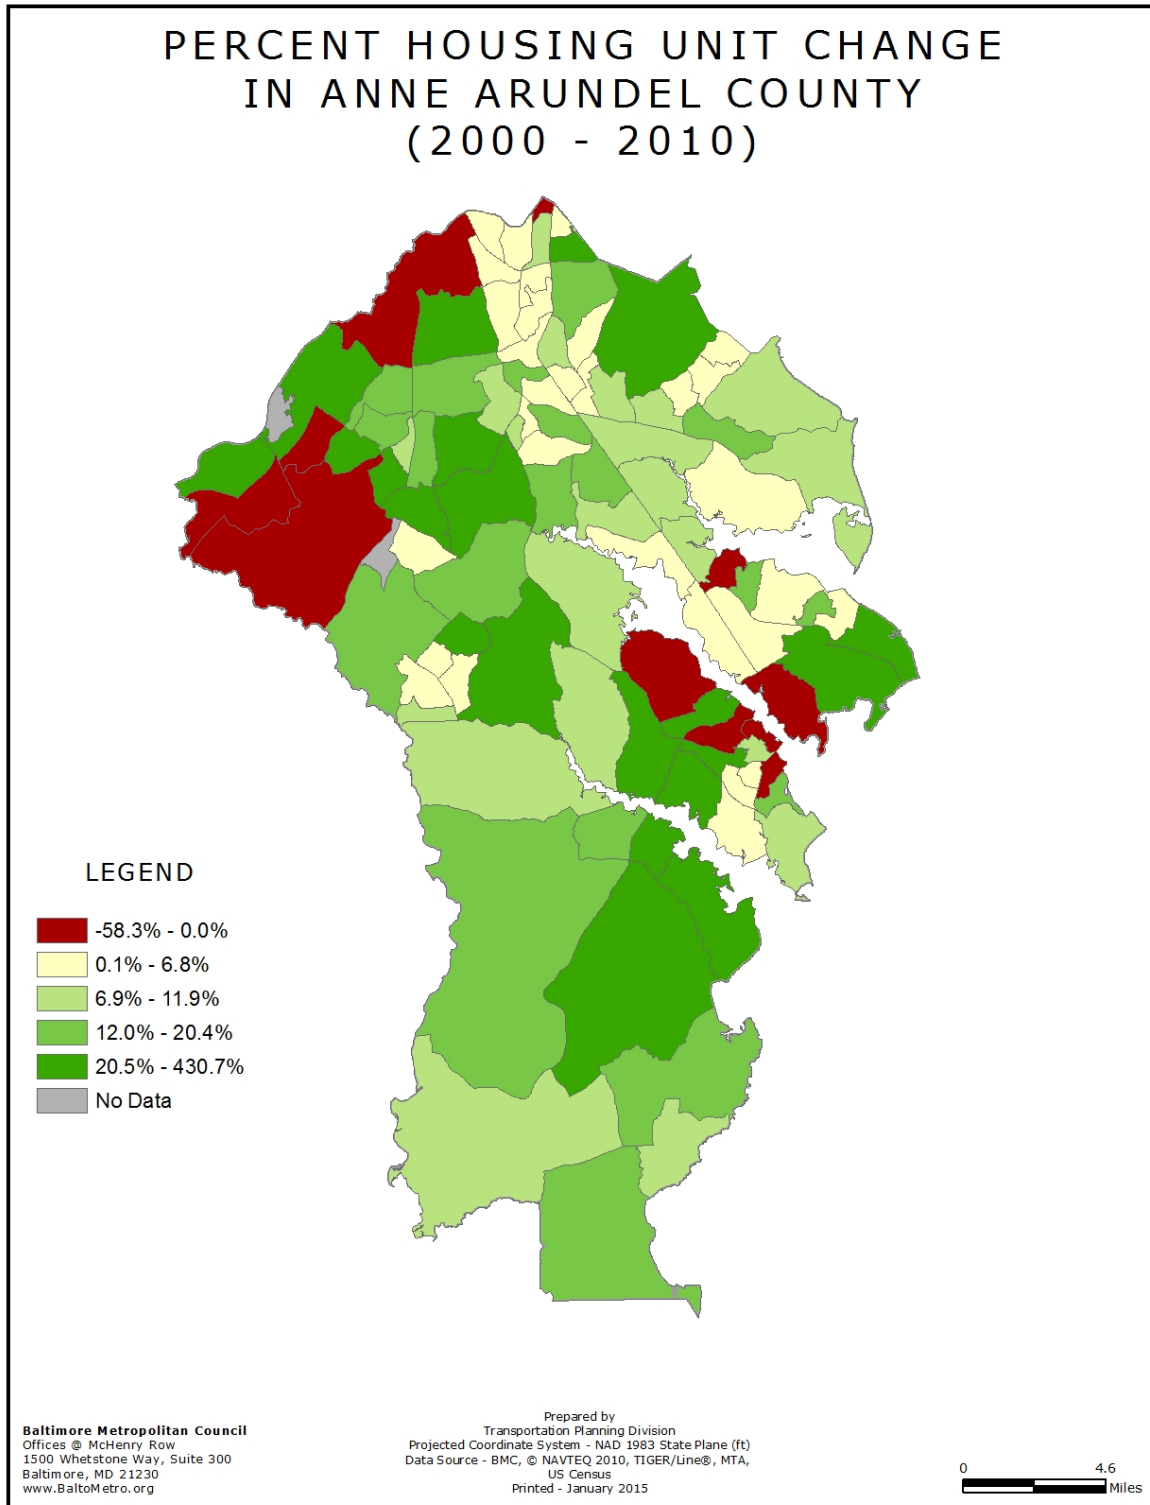 PERCENT HOUSING UNIT CHANGE
IN ANNE ARUNDEL COUNTY
(2000 - 2010)
LEGEND
-58.3% - 0.0%
0.1% - 6.8%
6.9% - 11.9%
12.0% - 20.4%
20.5% - 430.7%
No Data
Baltimore Metropolitan Council
Offices @ McHenry Row
1500 Whetstone Way, Suite 300
Baltimore, MD 21230
www.BaltoMetro.org
Prepared by
Transportation Planning Division
Projected Coordinate System - NAD 1983 State Plane (ft)
Data Source - BMC, © NAVTEQ 2010, TIGER/Line®, MTA,
US Census
Printed - January 2015
0 4.6
Miles